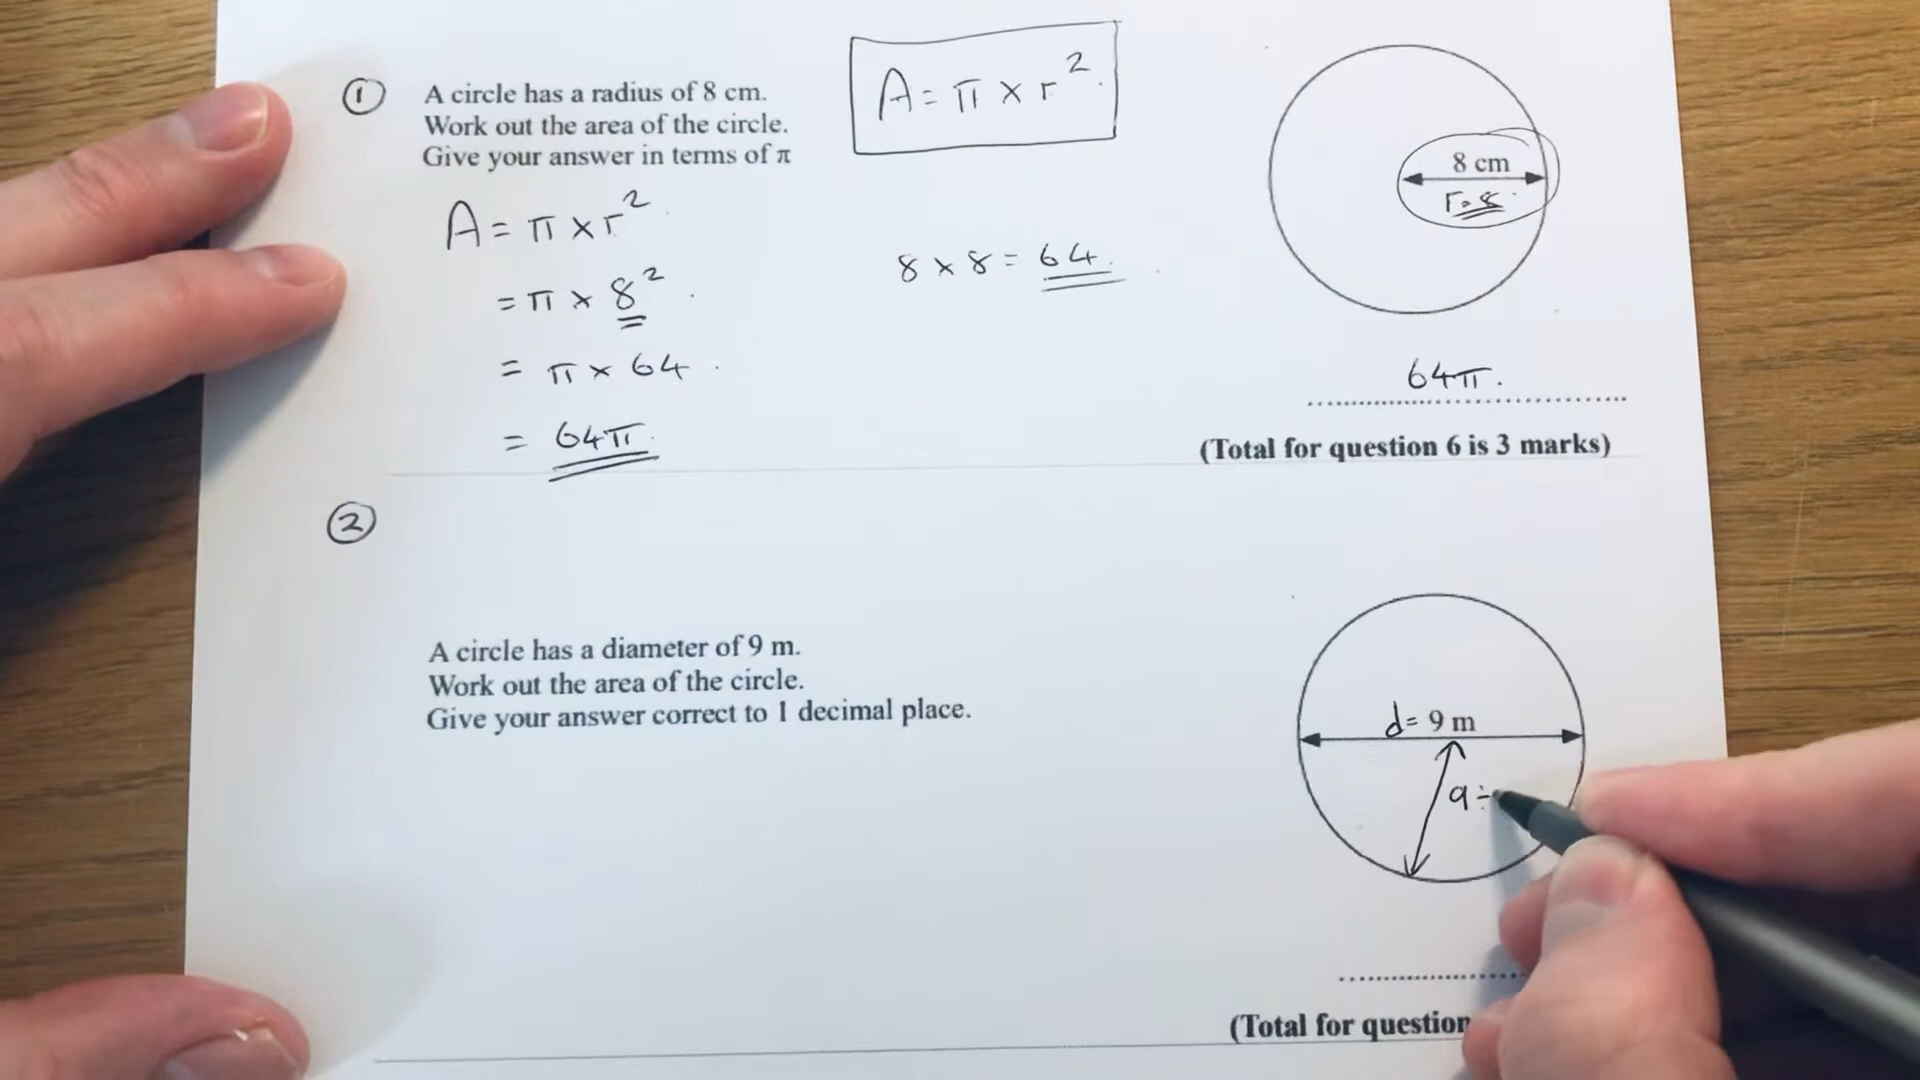 ① A circle has a radius of 8 cm.
Work out the area of the circle.
Give your answer in terms of π
A = π × r²
A = π × r²
= π × 8²
= π × 64
= 64π
8 × 8 = 64
8 cm
r = 8
64π.
(Total for question 6 is 3 marks)
②
A circle has a diameter of 9 m.
Work out the area of the circle.
Give your answer correct to 1 decimal place.
d = 9 m
9 ÷
(Total for question